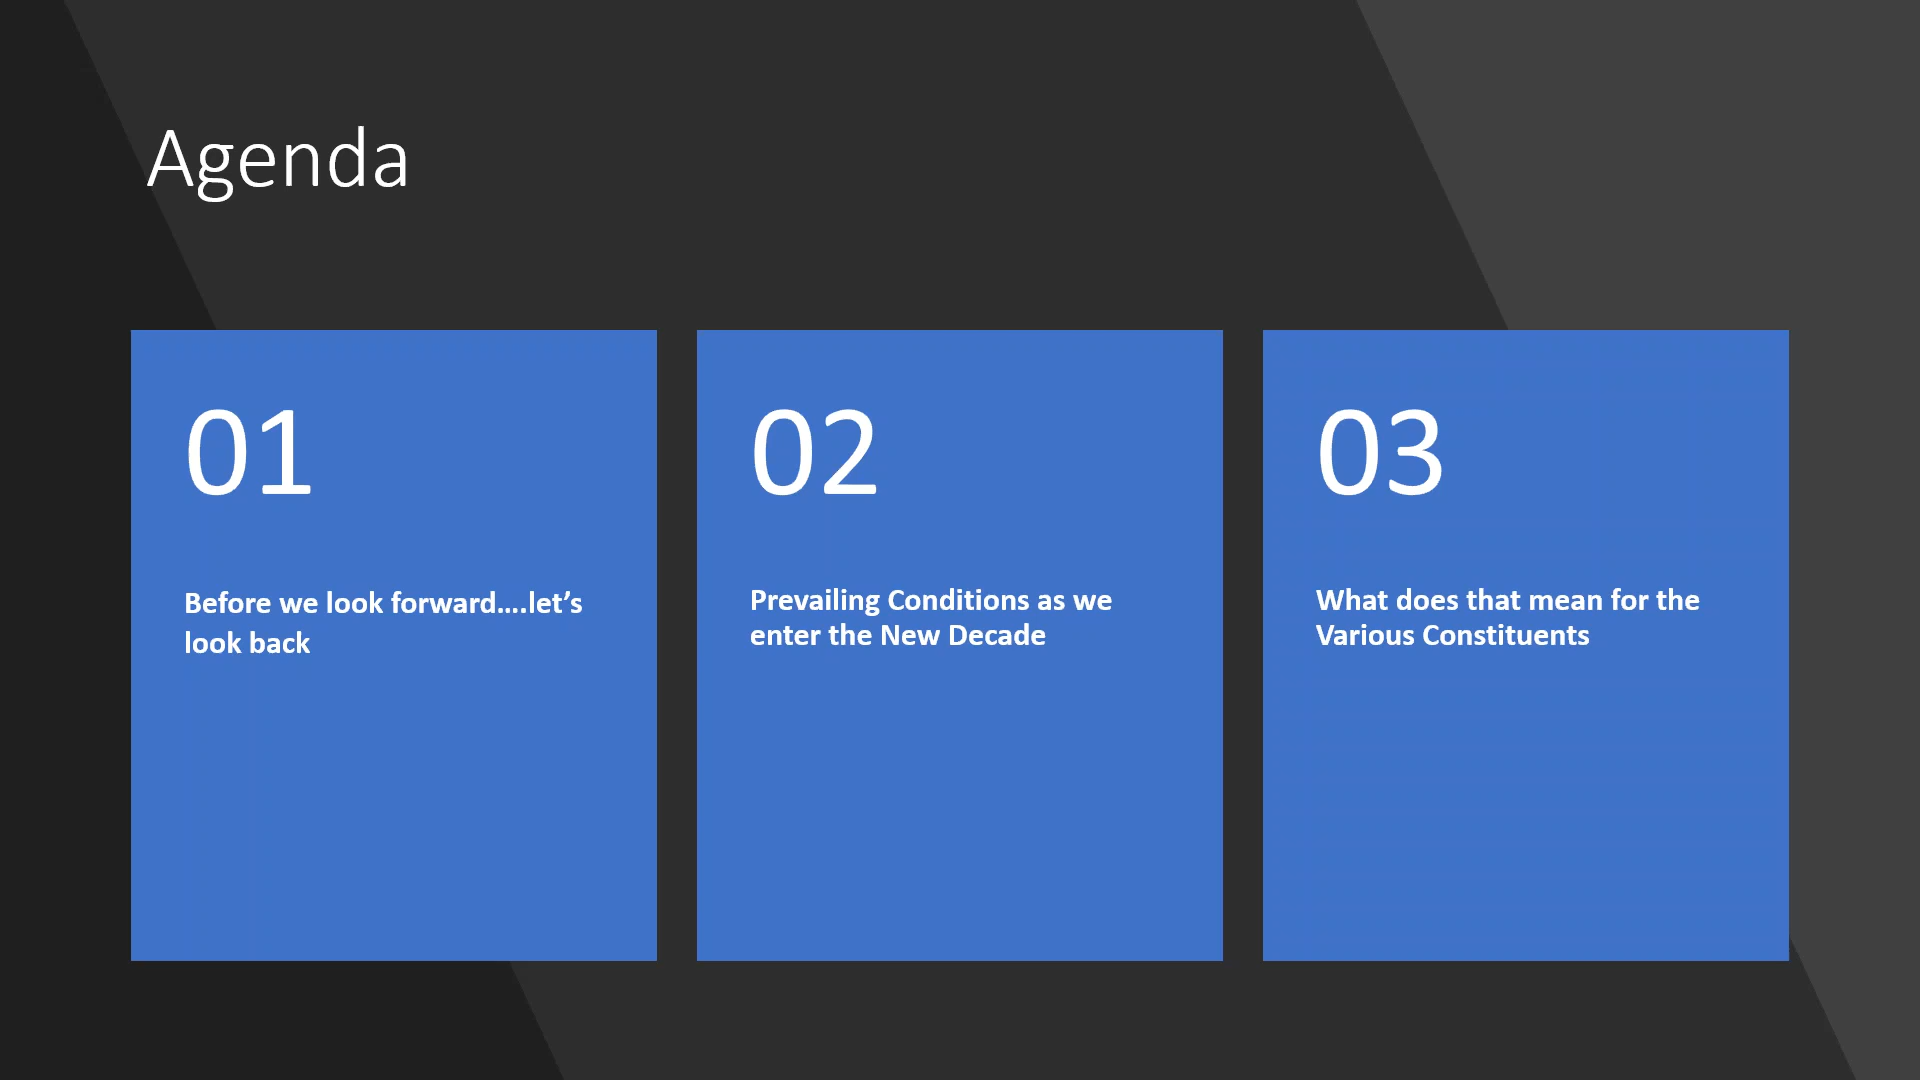 Agenda
01
Before we look forward....let’s
look back
02
Prevailing Conditions as we
enter the New Decade
03
What does that mean for the
Various Constituents